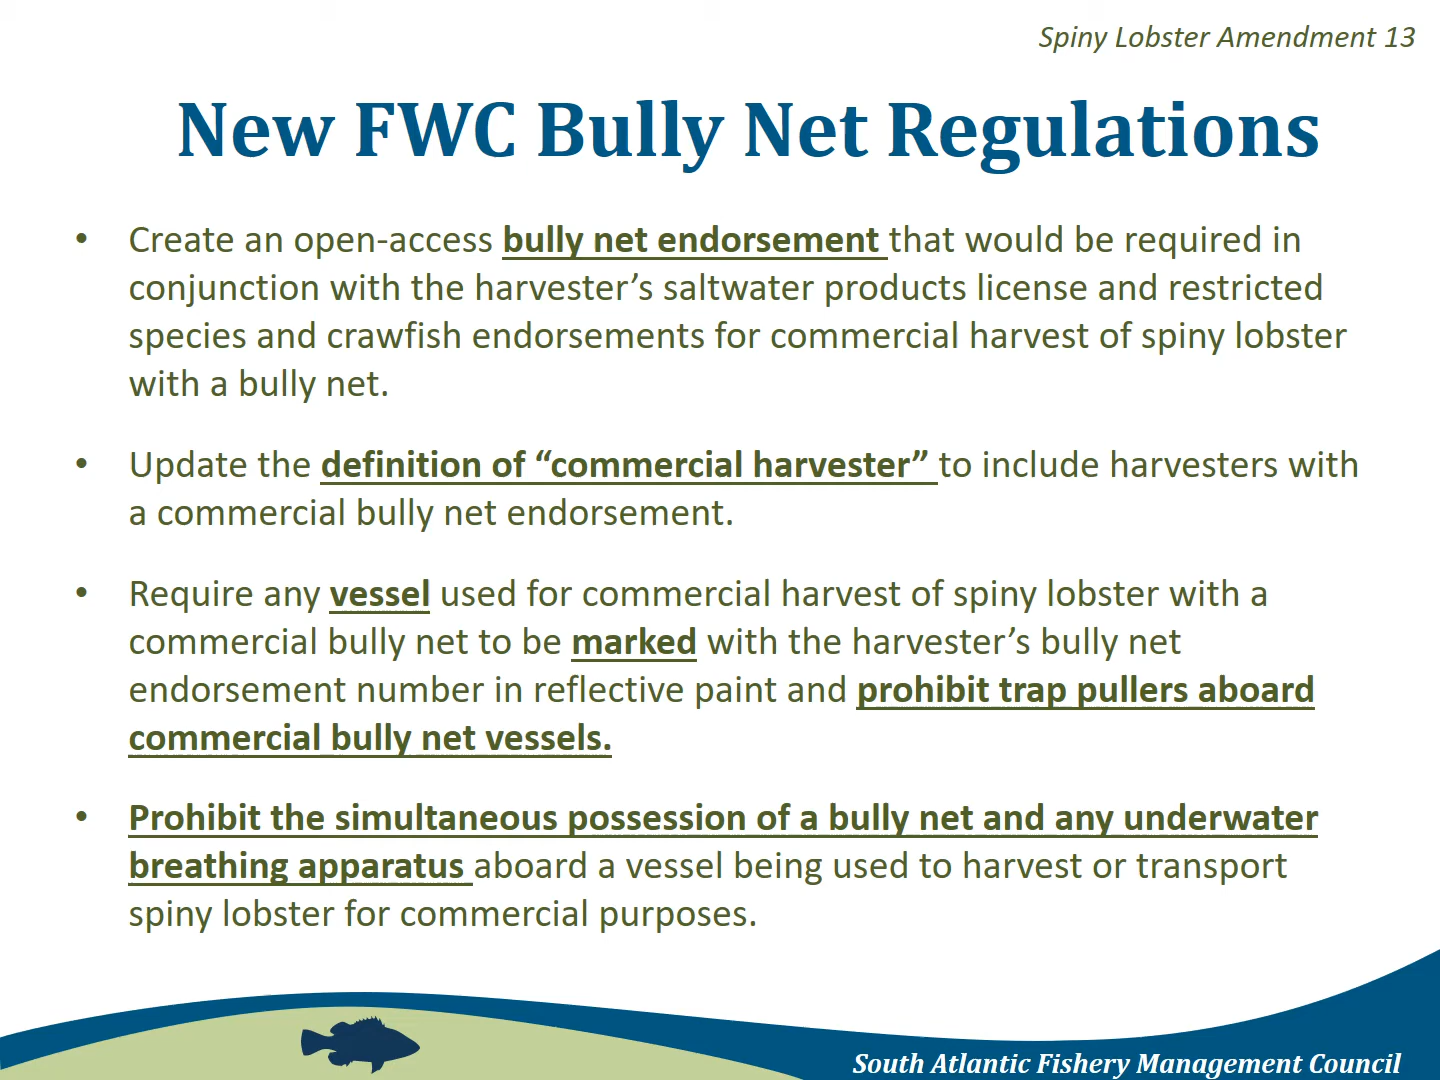 Spiny Lobster Amendment 13
New FWC Bully Net Regulations
• Create an open-access bully net endorsement that would be required in
conjunction with the harvester’s saltwater products license and restricted
species and crawfish endorsements for commercial harvest of spiny lobster
with a bully net.
• Update the definition of “commercial harvester” to include harvesters with
a commercial bully net endorsement.
• Require any vessel used for commercial harvest of spiny lobster with a
commercial bully net to be marked with the harvester’s bully net
endorsement number in reflective paint and prohibit trap pullers aboard
commercial bully net vessels.
• Prohibit the simultaneous possession of a bully net and any underwater
breathing apparatus aboard a vessel being used to harvest or transport
spiny lobster for commercial purposes.
South Atlantic Fishery Management Council